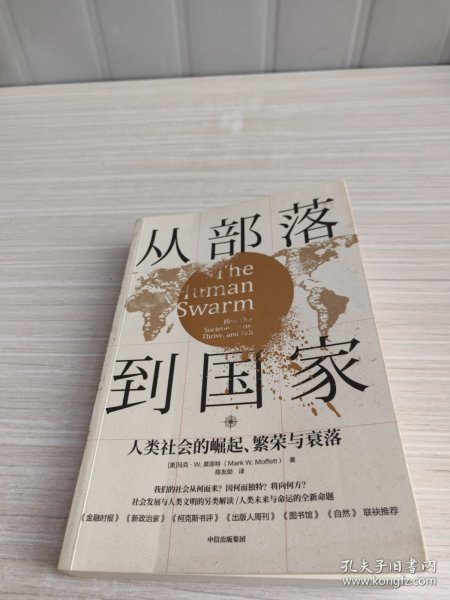 从部落
The
Human
Swarm
How Our
Societies Arise,
Thrive, and Fall
到国家
人类社会的崛起、繁荣与衰落
[美]马克·W.莫菲特（Mark W. Moffett） 著
陈友勋 译
我们的社会从何而来？因何而独特？将向何方？
社会发展与人类文明的另类解读/人类未来与命运的全新命题
《金融时报》《新政治家》《柯克斯书评》《出版人周刊》《图书馆》《自然》 联袂推荐
中信出版集团
孔夫子旧书网
www.kongfz.com